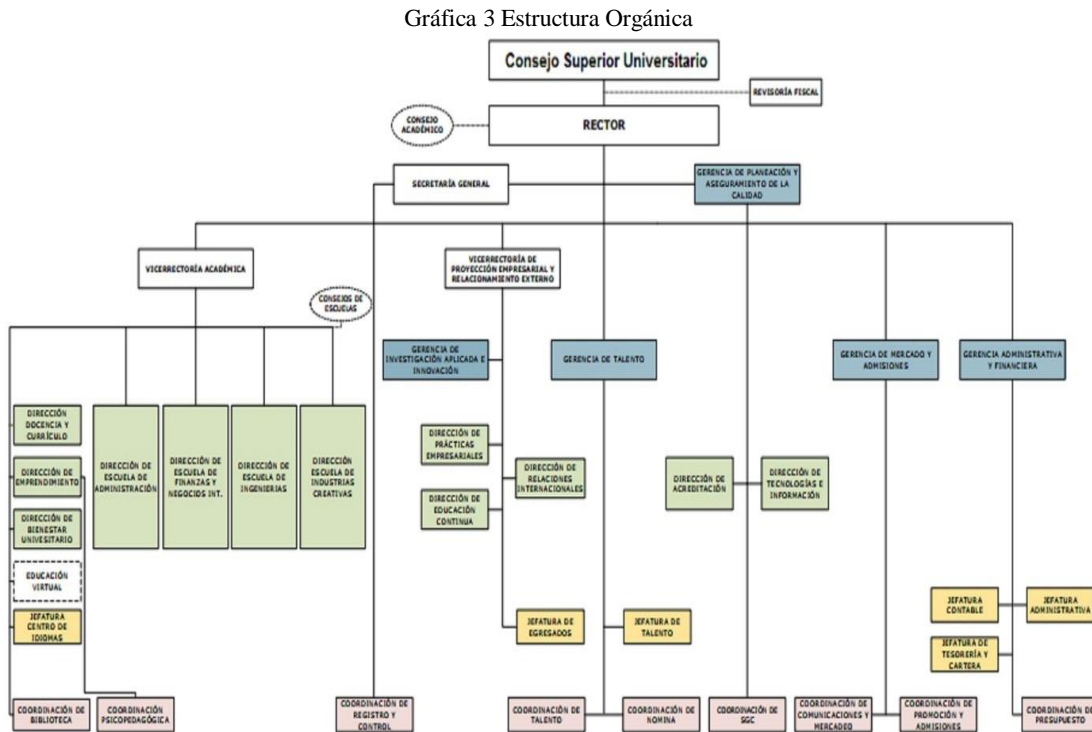 Gráfica 3 Estructura Orgánica
Consejo Superior Universitario
REVISORÍA FISCAL
CONSEJO
ACADÉMICO
RECTOR
SECRETARÍA GENERAL
GERENCIA DE PLANEACIÓN Y
ASEGURAMIENTO DE LA
CALIDAD
VICERRECTORÍA ACADÉMICA
VICERRECTORÍA DE
PROYECCIÓN EMPRESARIAL Y
RELACIONAMIENTO EXTERNO
CONSEJOS DE
ESCUELAS
GERENCIA DE
INVESTIGACIÓN APLICADA E
INNOVACIÓN
GERENCIA DE TALENTO
GERENCIA DE MERCADO Y
ADMISIONES
GERENCIA ADMINISTRATIVA
Y FINANCIERA
DIRECCIÓN
DOCENCIA Y
CURRÍCULO
DIRECCIÓN DE
EMPRENDIMIENTO
DIRECCIÓN DE
BIENESTAR
UNIVESITARIO
EDUCACIÓN
VIRTUAL
JEFATURA
CENTRO DE
IDIOMAS
DIRECCIÓN DE
ESCUELA DE
ADMINISTRACIÓN
DIRECCIÓN DE
ESCUELA DE
FINANZAS Y
NEGOCIOS INT.
DIRECCIÓN DE
ESCUELA DE
INGENIERIAS
DIRECCIÓN
ESCUELA DE
INDUSTRIAS
CREATIVAS
DIRECCIÓN DE
PRÁCTICAS
EMPRESARIALES
DIRECCIÓN DE
RELACIONES
INTERNACIONALES
DIRECCIÓN DE
EDUCACIÓN
CONTINUA
DIRECCIÓN DE
ACREDITACIÓN
DIRECCIÓN DE
TECNOLOGÍAS E
INFORMACIÓN
JEFATURA DE
EGRESADOS
JEFATURA DE
TALENTO
JEFATURA
CONTABLE
JEFATURA
ADMINISTRATIVA
JEFATURA DE
TESORERÍA Y
CARTERA
COORDINACIÓN DE
BIBLIOTECA
COORDINACIÓN
PSICOPEDAGÓGICA
COORDINACIÓN DE
REGISTRO Y
CONTROL
COORDINACIÓN DE
TALENTO
COORDINACIÓN DE
NOMINA
COORDINACIÓN DE
SGC
COORDINACIÓN DE
COMUNICACIONES Y
MERCADEO
COORDINACIÓN DE
PROMOCIÓN Y
ADMISIONES
COORDINACIÓN DE
PRESUPUESTO